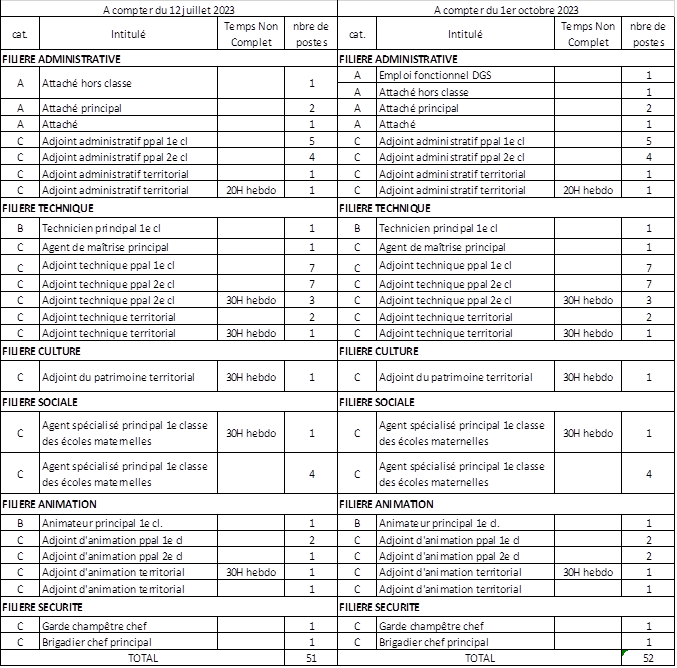 A compter du 12 juillet 2023 A compter du 1er octobre 2023
cat. Intitulé Temps Non Complet nbre de postes cat. Intitulé Temps Non Complet nbre de postes
FILIERE ADMINISTRATIVE FILIERE ADMINISTRATIVE
A Attaché hors classe 1 A Emploi fonctionnel DGS 1
A Attaché hors classe 1
A Attaché principal 2 A Attaché principal 2
A Attaché 1 A Attaché 1
C Adjoint administratif ppal 1e cl 5 C Adjoint administratif ppal 1e cl 5
C Adjoint administratif ppal 2e cl 4 C Adjoint administratif ppal 2e cl 4
C Adjoint administratif territorial 1 C Adjoint administratif territorial 1
C Adjoint administratif territorial 20H hebdo 1 C Adjoint administratif territorial 20H hebdo 1
FILIERE TECHNIQUE FILIERE TECHNIQUE
B Technicien principal 1e cl 1 B Technicien principal 1e cl 1
C Agent de maîtrise principal 1 C Agent de maîtrise principal 1
C Adjoint technique ppal 1e cl 7 C Adjoint technique ppal 1e cl 7
C Adjoint technique ppal 2e cl 7 C Adjoint technique ppal 2e cl 7
C Adjoint technique ppal 2e cl 30H hebdo 3 C Adjoint technique ppal 2e cl 30H hebdo 3
C Adjoint technique territorial 2 C Adjoint technique territorial 2
C Adjoint technique territorial 30H hebdo 1 C Adjoint technique territorial 30H hebdo 1
FILIERE CULTURE FILIERE CULTURE
C Adjoint du patrimoine territorial 30H hebdo 1 C Adjoint du patrimoine territorial 30H hebdo 1
FILIERE SOCIALE FILIERE SOCIALE
C Agent spécialisé principal 1e classe des écoles maternelles 30H hebdo 1 C Agent spécialisé principal 1e classe des écoles maternelles 30H hebdo 1
C Agent spécialisé principal 1e classe des écoles maternelles 4 C Agent spécialisé principal 1e classe des écoles maternelles 4
FILIERE ANIMATION FILIERE ANIMATION
B Animateur principal 1e cl. 1 B Animateur principal 1e cl. 1
C Adjoint d'animation ppal 1e cl 2 C Adjoint d'animation ppal 1e cl 2
C Adjoint d'animation ppal 2e cl 1 C Adjoint d'animation ppal 2e cl 2
C Adjoint d'animation territorial 30H hebdo 1 C Adjoint d'animation territorial 30H hebdo 1
C Adjoint d'animation territorial 1 C Adjoint d'animation territorial 1
FILIERE SECURITE FILIERE SECURITE
C Garde champêtre chef 1 C Garde champêtre chef 1
C Brigadier chef principal 1 C Brigadier chef principal 1
TOTAL 51 TOTAL 52